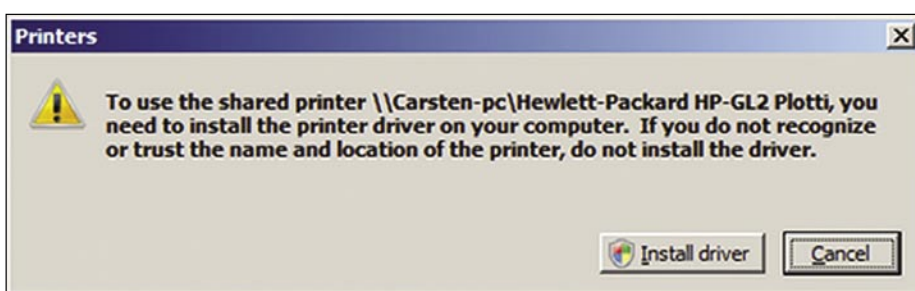 Printers
To use the shared printer \\Carsten-pc\Hewlett-Packard HP-GL2 Plotti, you
need to install the printer driver on your computer.  If you do not recognize
or trust the name and location of the printer, do not install the driver.
Install driver
Cancel